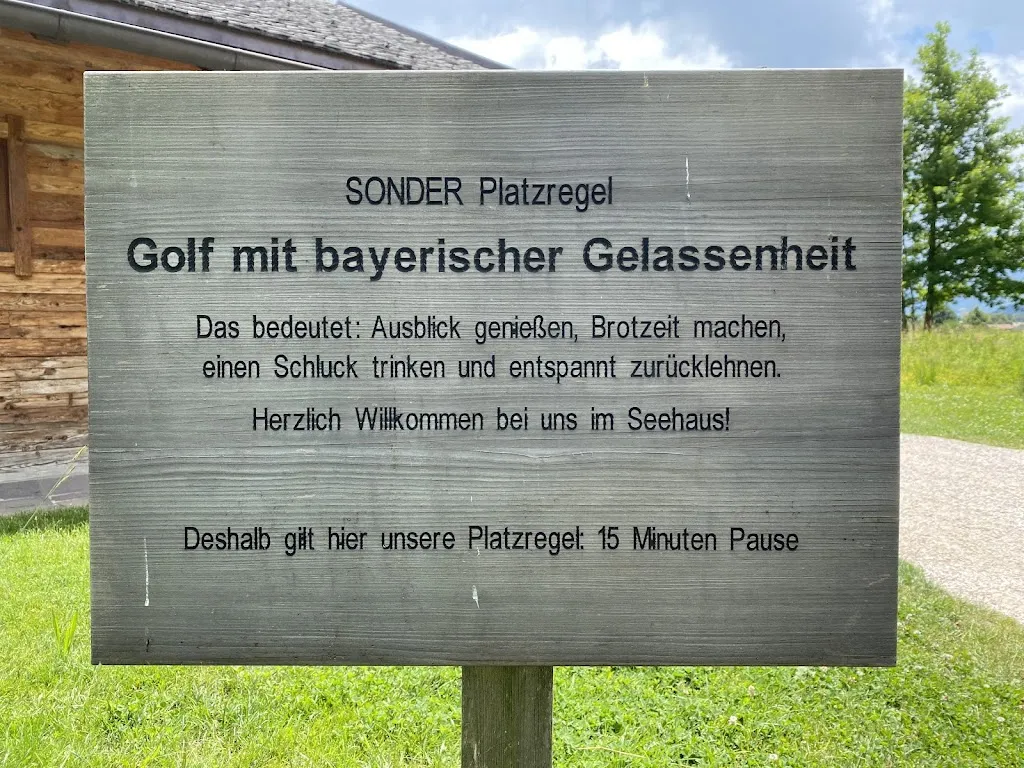 SONDER Platzregel
Golf mit bayerischer Gelassenheit
Das bedeutet: Ausblick genießen, Brotzeit machen,
einen Schluck trinken und entspannt zurücklehnen.
Herzlich Willkommen bei uns im Seehaus!
Deshalb gilt hier unsere Platzregel: 15 Minuten Pause